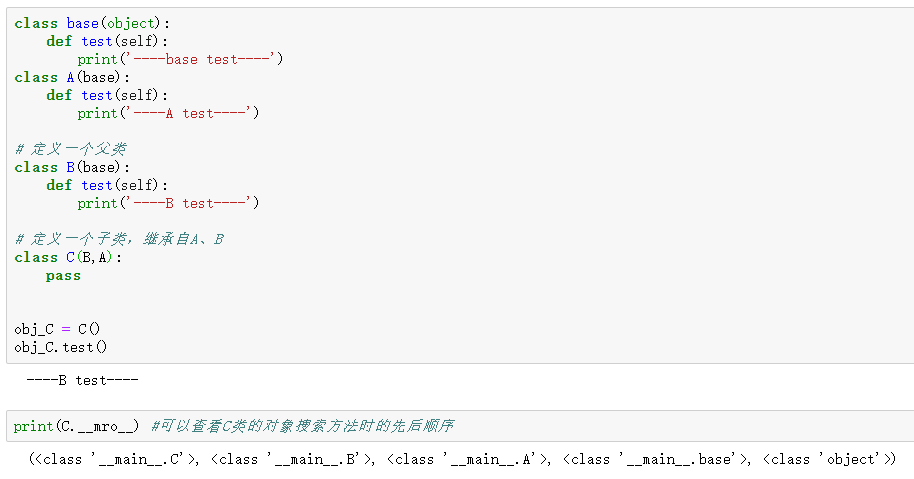 class base(object):
    def test(self):
        print('----base test----')
class A(base):
    def test(self):
        print('----A test----')
# 定义一个父类
class B(base):
    def test(self):
        print('----B test----')
# 定义一个子类，继承自A、B
class C(B,A):
    pass
obj_C = C()
obj_C.test()
----B test----
print(C.__mro__) #可以查看C类的对象搜索方法时的先后顺序
(<class '__main__.C'>, <class '__main__.B'>, <class '__main__.A'>, <class '__main__.base'>, <class 'object'>)